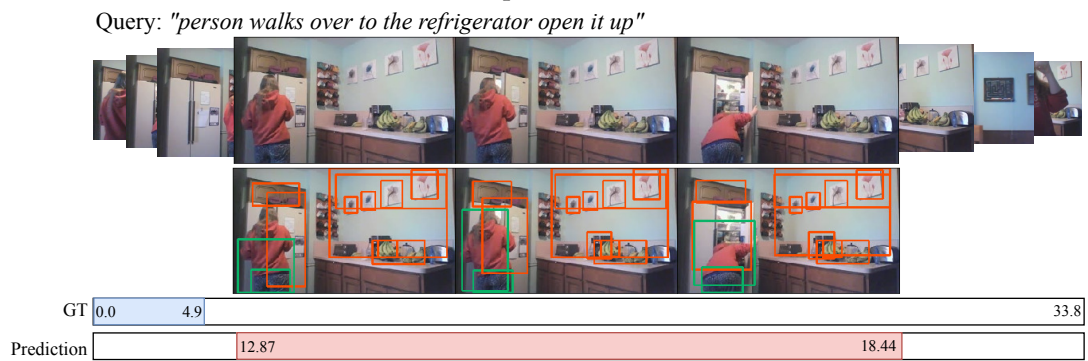 Query: "person walks over to the refrigerator open it up"
GT 0.0 4.9 33.8
Prediction 12.87 18.44